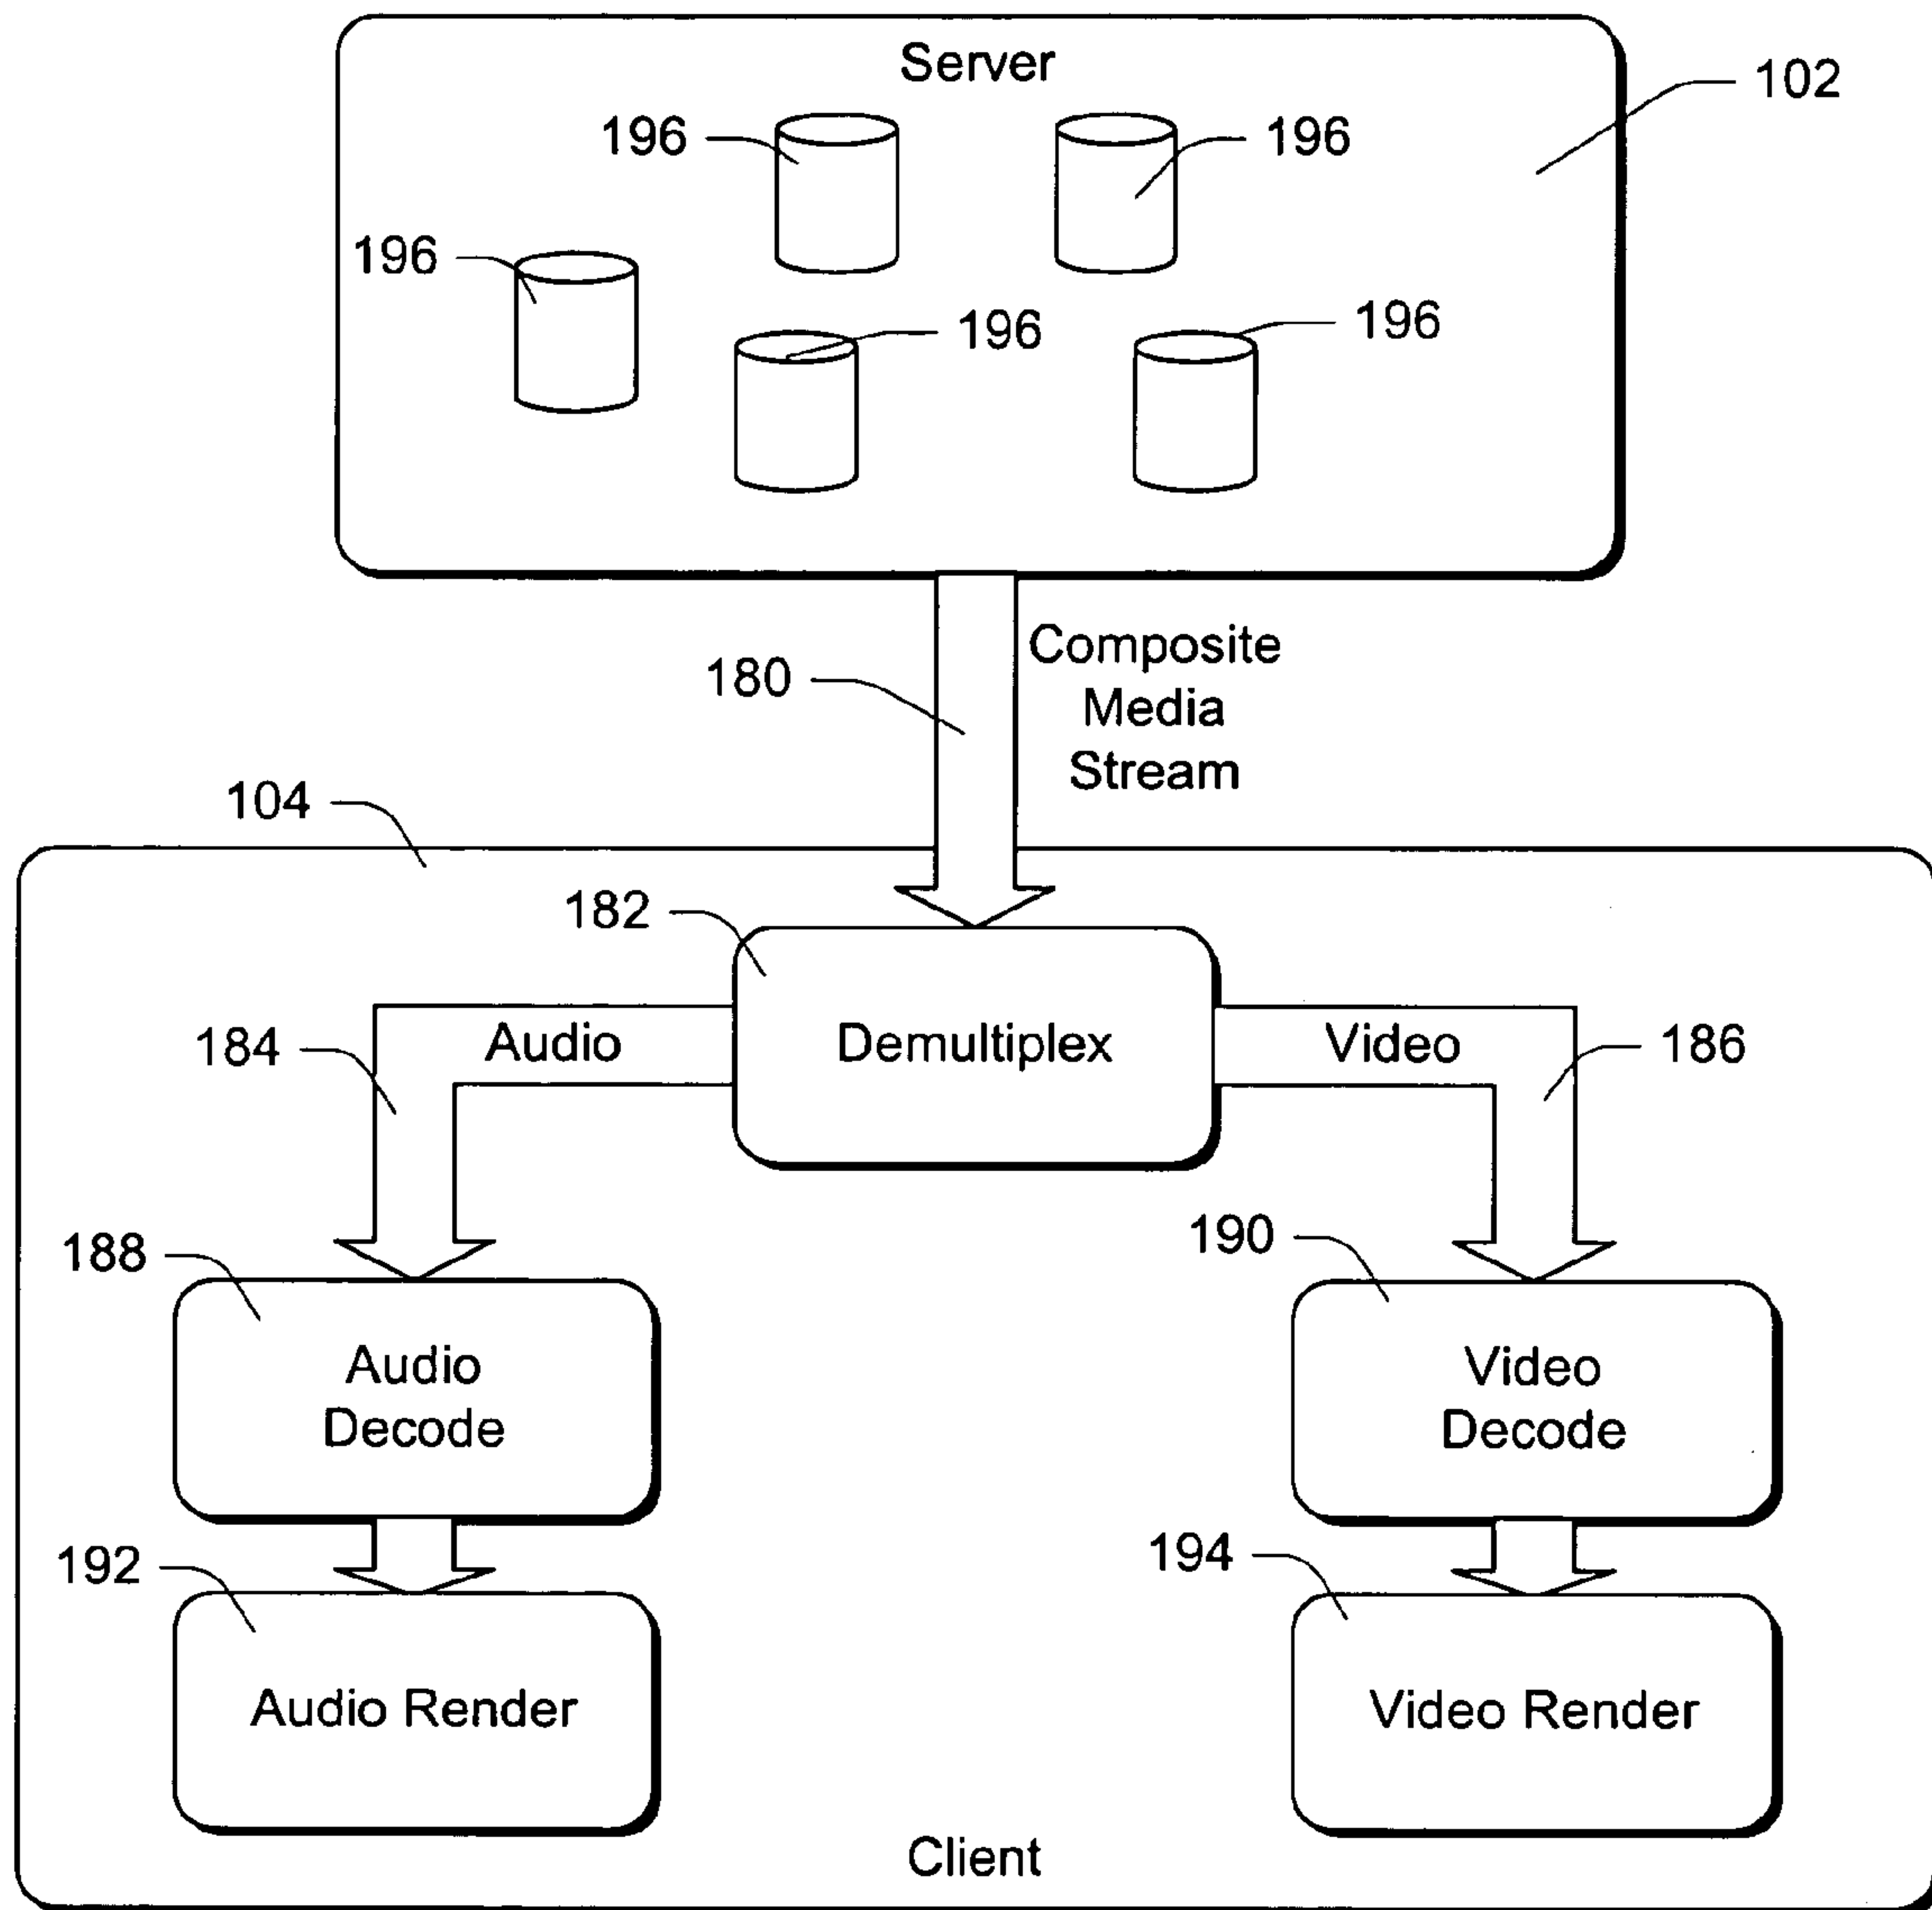 Server
102
196
196
196
196
196
180
Composite
Media
Stream
104
182
184
Audio
Demultiplex
Video
186
188
190
Audio
Decode
Video
Decode
192
194
Audio Render
Video Render
Client